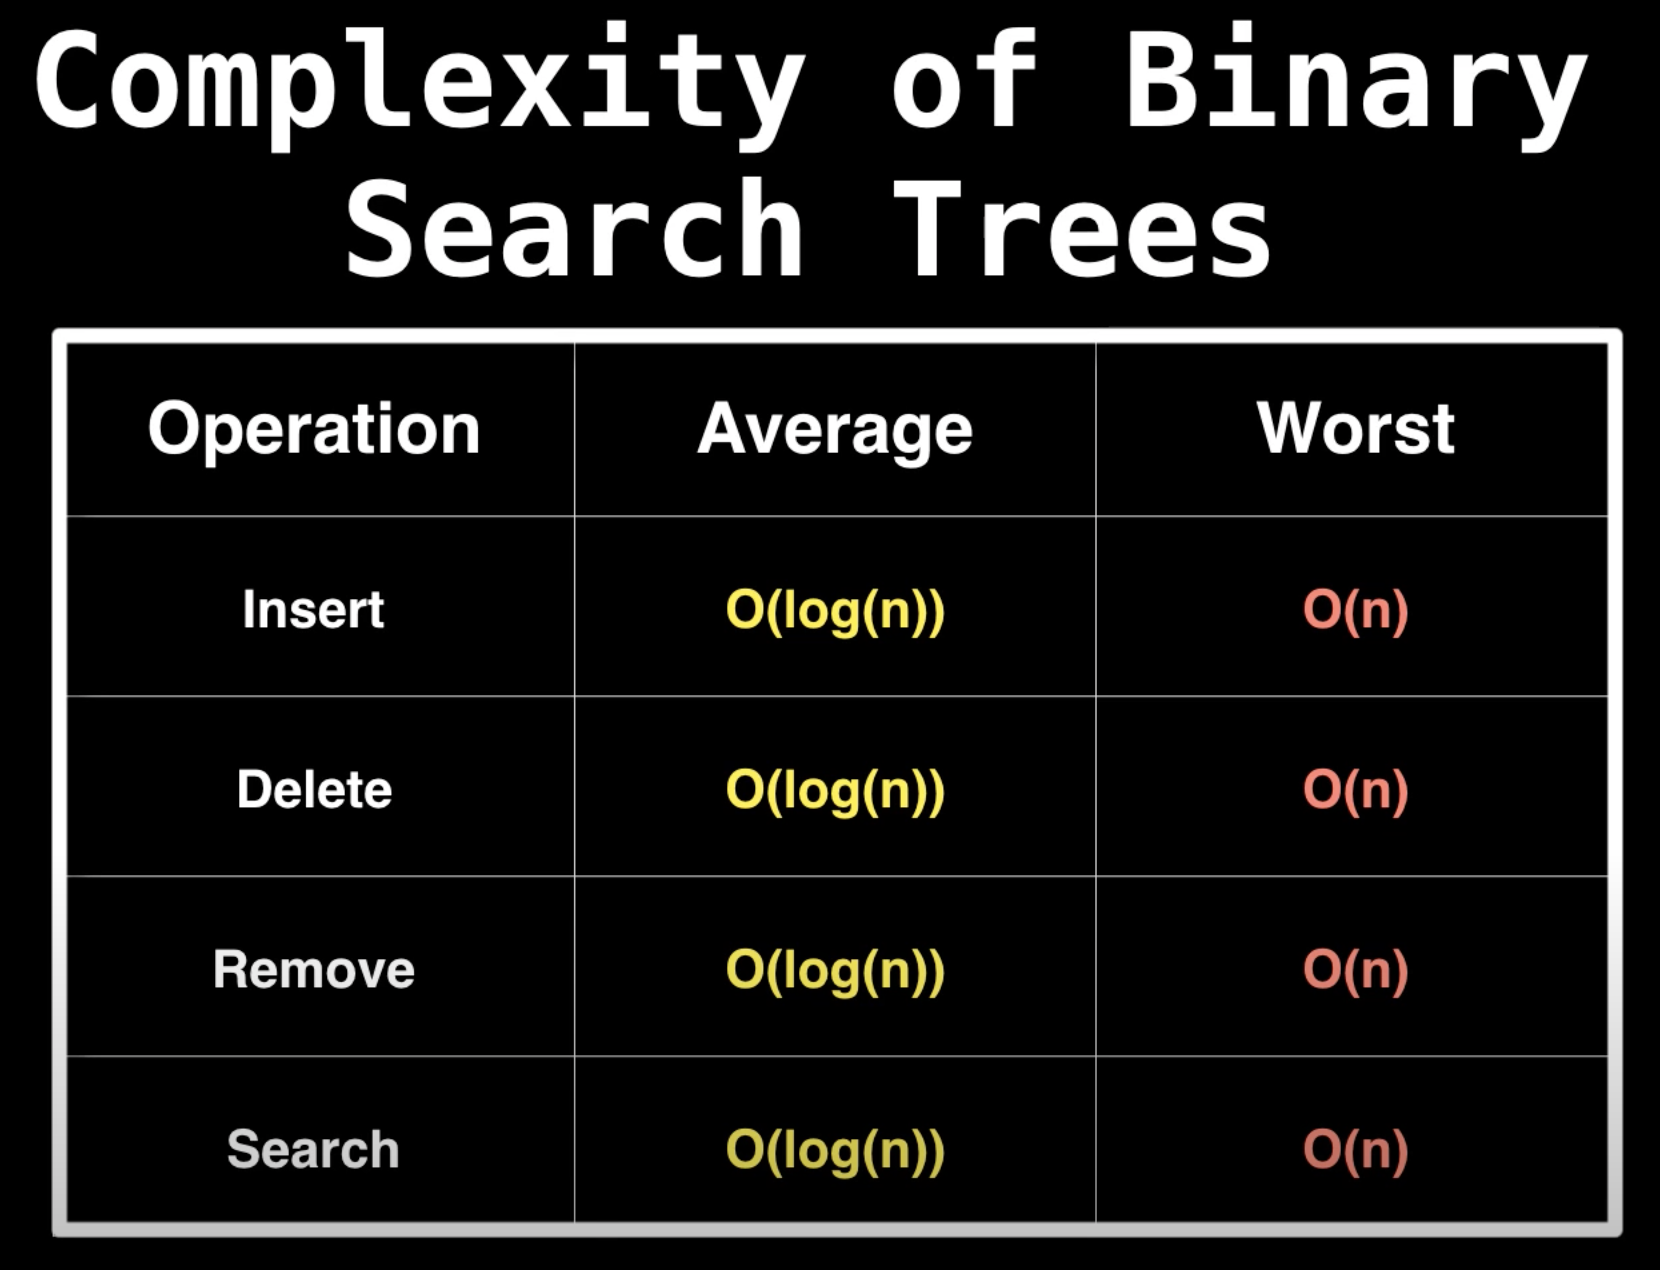 Complexity of Binary
Search Trees
Operation Average Worst
Insert O(log(n)) O(n)
Delete O(log(n)) O(n)
Remove O(log(n)) O(n)
Search O(log(n)) O(n)